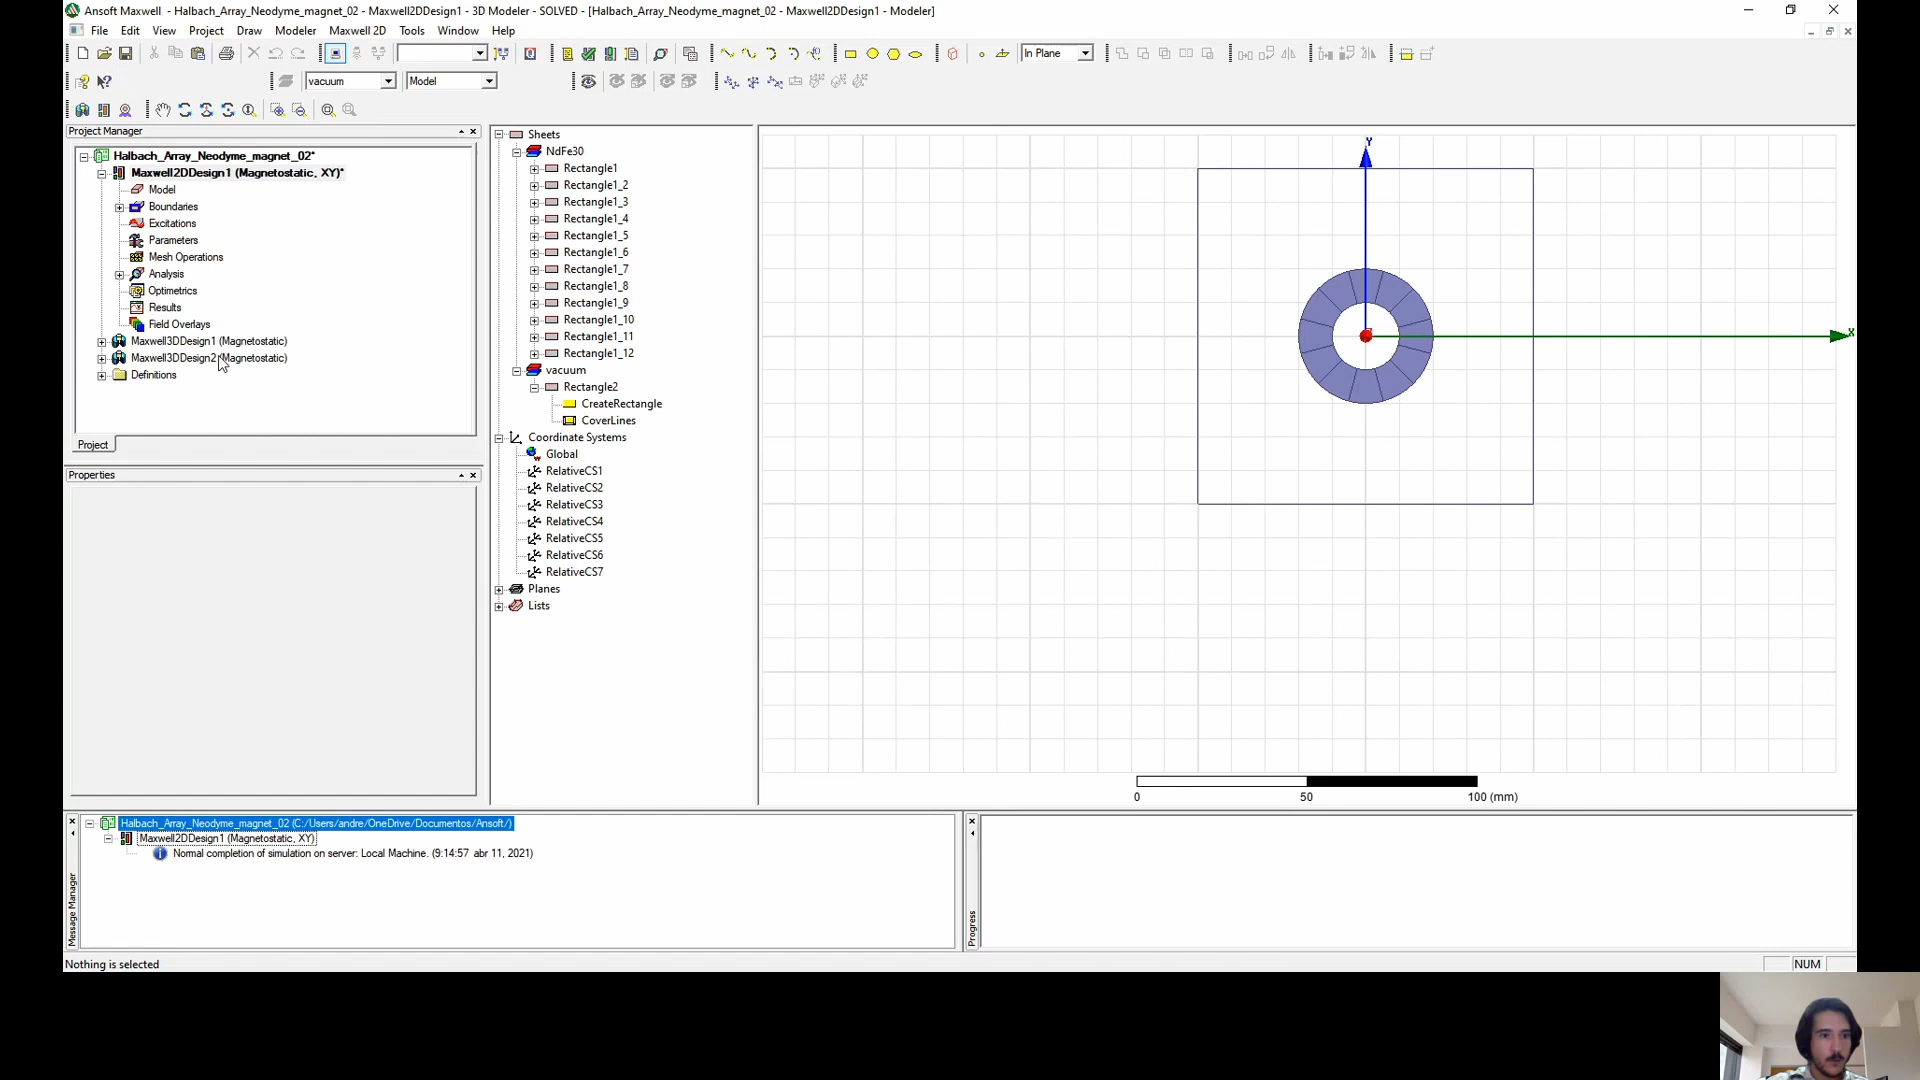 Ansoft Maxwell - Halbach_Array_Neodyme_magnet_02 - Maxwell2DDesign1 - 3D Modeler - SOLVED - [Halbach_Array_Neodyme_magnet_02 - Maxwell2DDesign1 - Modeler]
File Edit View Project Draw Modeler Maxwell 2D Tools Window Help
In Plane
vacuum Model
Project Manager
Halbach_Array_Neodyme_magnet_02*
Maxwell2DDesign1 (Magnetostatic, XY)*
Model
Boundaries
Excitations
Parameters
Mesh Operations
Analysis
Optimetrics
Results
Field Overlays
Maxwell3DDesign1 (Magnetostatic)
Maxwell3DDesign2 (Magnetostatic)
Definitions
Project
Properties
Sheets
NdFe30
Rectangle1
Rectangle1_2
Rectangle1_3
Rectangle1_4
Rectangle1_5
Rectangle1_6
Rectangle1_7
Rectangle1_8
Rectangle1_9
Rectangle1_10
Rectangle1_11
Rectangle1_12
vacuum
Rectangle2
CreateRectangle
CoverLines
Coordinate Systems
Global
RelativeCS1
RelativeCS2
RelativeCS3
RelativeCS4
RelativeCS5
RelativeCS6
RelativeCS7
Planes
Lists
Y
X
0 50 100 (mm)
Message Manager
Halbach_Array_Neodyme_magnet_02 (C:/Users/andre/OneDrive/Documentos/Ansoft/)
Maxwell2DDesign1 (Magnetostatic, XY)
Normal completion of simulation on server: Local Machine. (9:14:57 abr 11, 2021)
Progress
Nothing is selected
NUM